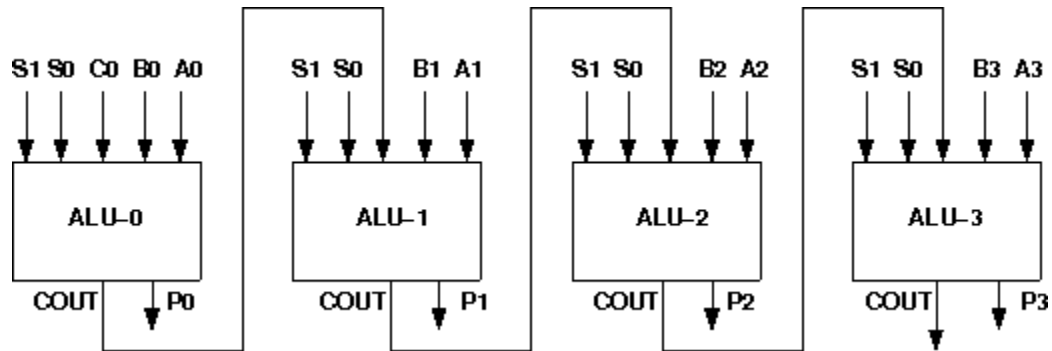 S1 S0 C0 B0 A0 S1 S0 B1 A1 S1 S0 B2 A2 S1 S0 B3 A3
ALU-0 ALU-1 ALU-2 ALU-3
COUT P0 COUT P1 COUT P2 COUT P3